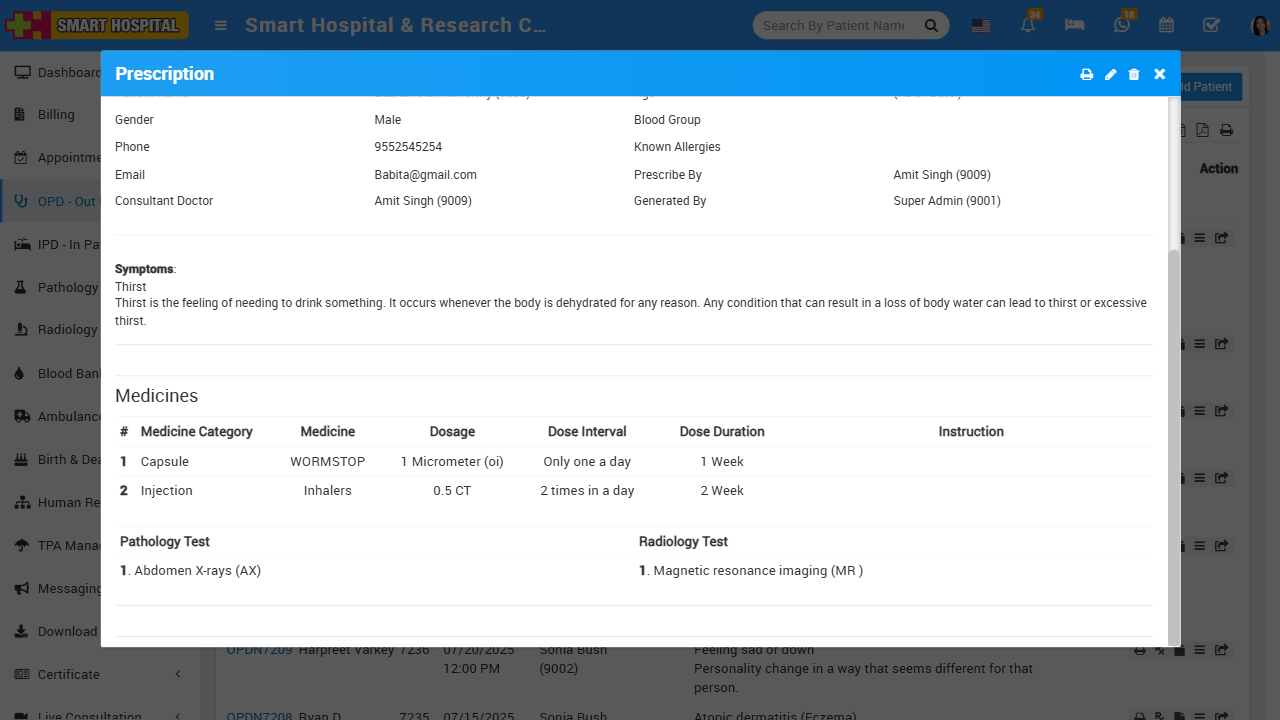 SMART HOSPITAL
Smart Hospital & Research C...
Search By Patient Name
34
18
Prescription
Gender Male Blood Group
Phone 9552545254 Known Allergies
Email Babita@gmail.com Prescribe By Amit Singh (9009)
Consultant Doctor Amit Singh (9009) Generated By Super Admin (9001)
Symptoms:
Thirst
Thirst is the feeling of needing to drink something. It occurs whenever the body is dehydrated for any reason. Any condition that can result in a loss of body water can lead to thirst or excessive
thirst.
Medicines
# Medicine Category Medicine Dosage Dose Interval Dose Duration Instruction
1 Capsule WORMSTOP 1 Micrometer (oi) Only one a day 1 Week
2 Injection Inhalers 0.5 CT 2 times in a day 2 Week
Pathology Test Radiology Test
1. Abdomen X-rays (AX) 1. Magnetic resonance imaging (MR )
Dashboard
Billing
Appointme
OPD - Out
IPD - In Pa
Pathology
Radiology
Blood Ban
Ambulance
Birth & Dea
Human Re
TPA Mana
Messaging
Download
Certificate
Live Consultation
Patient
Action
OPDN7209 Harpreet Varkey 7236 07/20/2025 Sonia Bush Feeling sad or down
12:00 PM (9002) Personality change in a way that seems different for that
person.
OPDN7208 Ryan D 7235 07/15/2025 Sonia Bush Atopic dermatitis (Eczema)